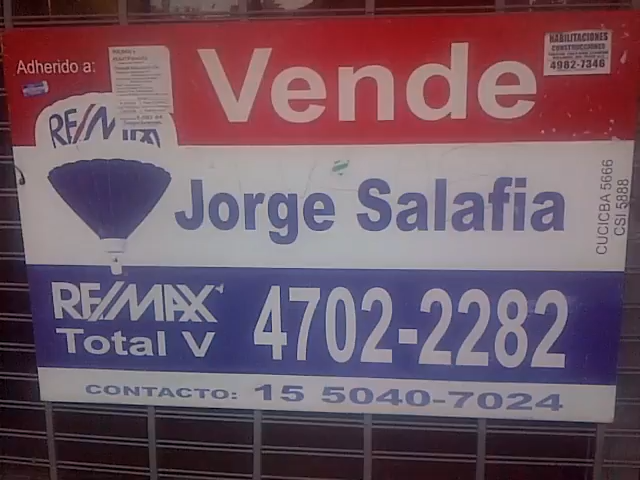 Adherido a:
Vende
HABILITACIONES
CONSTRUCCIONES
4982-7346
RE/MAX
Jorge Salafia
CUCICBA 5666
CSI 5888
RE/MAX
Total V
4702-2282
CONTACTO: 15 5040-7024